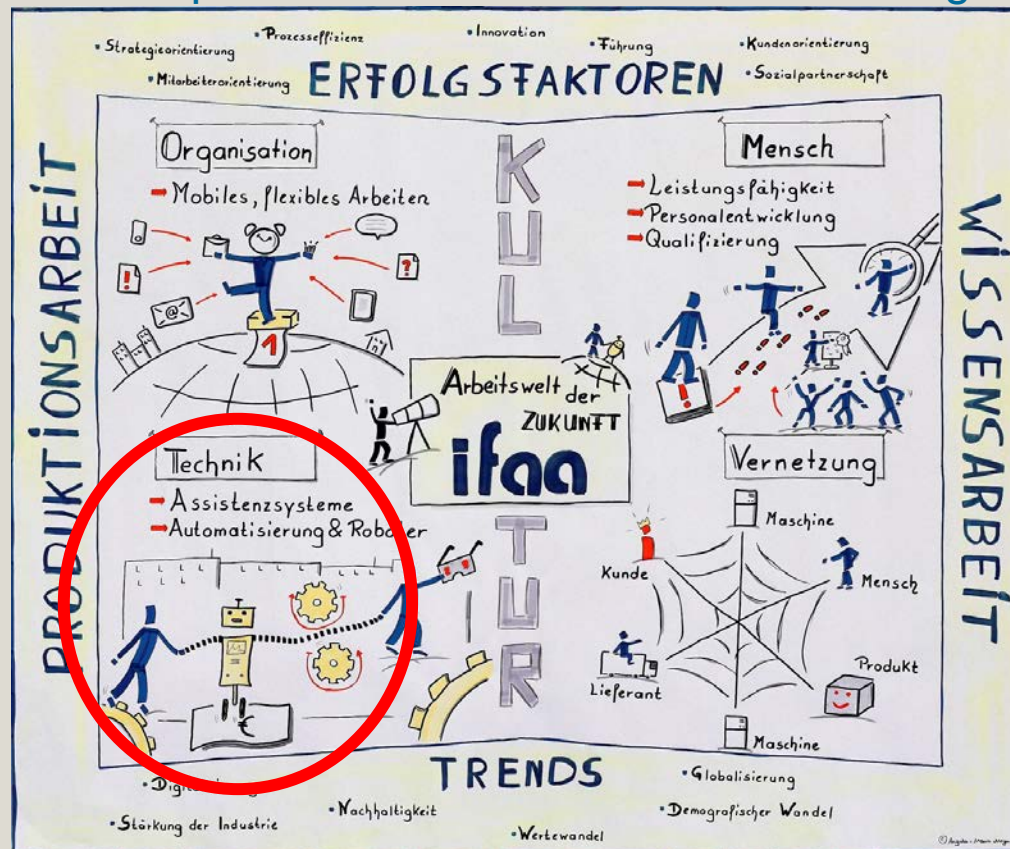 • Strategieorientierung
• Prozesseffizienz
• Innovation
• Führung
• Kundenorientierung
• Mitarbeiterorientierung
ERFOLGSFAKTOREN
• Sozialpartnerschaft
PRODUKTIONSARBEIT
WISSENSARBEIT
KULTUR
Organisation
Mobiles, flexibles Arbeiten
! @ ?
1
Mensch
Leistungsfähigkeit
Personalentwicklung
Qualifizierung
!
Arbeitswelt der
ZUKUNFT
ifaa
Technik
Assistenzsysteme
Automatisierung & Roboter
€
Vernetzung
Maschine
Kunde
Mensch
Lieferant
Produkt
Maschine
TRENDS
• Globalisierung
• Nachhaltigkeit
• Demografischer Wandel
• Stärkung der Industrie
• Wertewandel